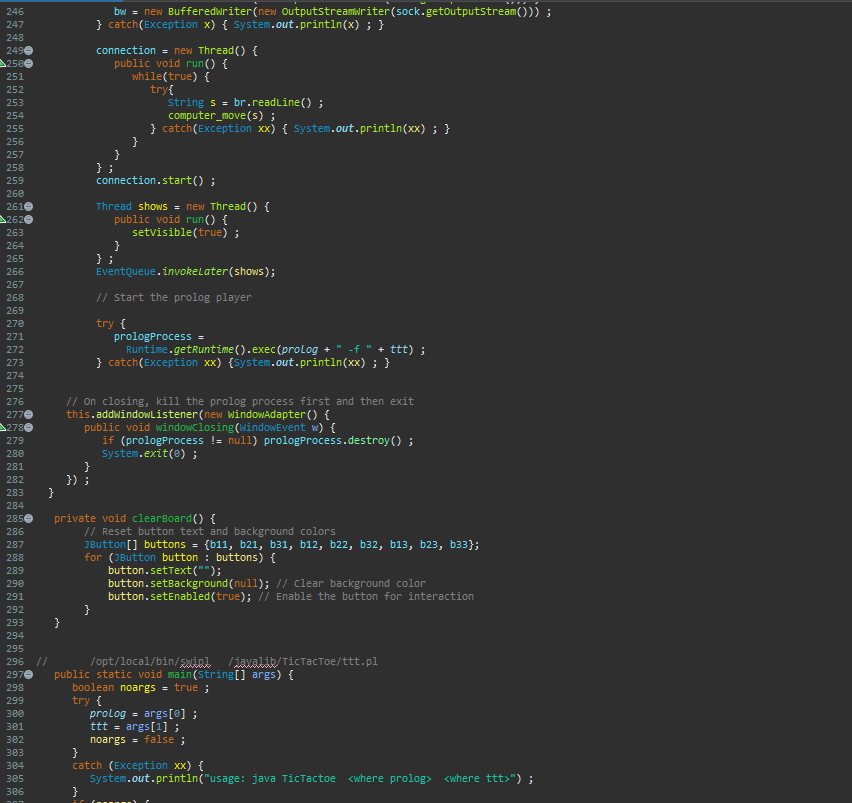 246 bw = new BufferedWriter(new OutputStreamWriter(sock.getOutputStream())) ;
247 } catch(Exception x) { System.out.println(x) ; }
248
249 connection = new Thread() {
250 public void run() {
251 while(true) {
252 try{
253 String s = br.readLine() ;
254 computer_move(s) ;
255 } catch(Exception xx) { System.out.println(xx) ; }
256 }
257 }
258 } ;
259 connection.start() ;
260
261 Thread shows = new Thread() {
262 public void run() {
263 setVisible(true) ;
264 }
265 } ;
266 EventQueue.invokeLater(shows);
267
268 // Start the prolog player
269
270 try {
271 prologProcess =
272 Runtime.getRuntime().exec(prolog + " -f " + ttt) ;
273 } catch(Exception xx) {System.out.println(xx) ; }
274
275
276 // On closing, kill the prolog process first and then exit
277 this.addWindowListener(new WindowAdapter() {
278 public void windowClosing(WindowEvent w) {
279 if (prologProcess != null) prologProcess.destroy() ;
280 System.exit(0) ;
281 }
282 }) ;
283 }
284
285 private void clearBoard() {
286 // Reset button text and background colors
287 JButton[] buttons = {b11, b21, b31, b12, b22, b32, b13, b23, b33};
288 for (JButton button : buttons) {
289 button.setText("");
290 button.setBackground(null); // Clear background color
291 button.setEnabled(true); // Enable the button for interaction
292 }
293 }
294
295
296 // /opt/local/bin/swipl /javalib/TicTacToe/ttt.pl
297 public static void main(String[] args) {
298 boolean noargs = true ;
299 try {
300 prolog = args[0] ;
301 ttt = args[1] ;
302 noargs = false ;
303 }
304 catch (Exception xx) {
305 System.out.println("usage: java TicTactoe <where prolog> <where ttt>") ;
306 }